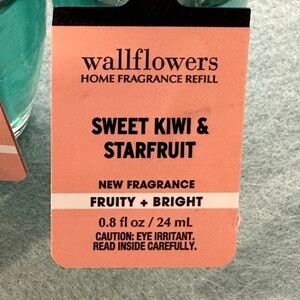 wallflowers
HOME FRAGRANCE REFILL
SWEET KIWI &
STARFRUIT
NEW FRAGRANCE
FRUITY + BRIGHT
0.8 fl oz / 24 mL
CAUTION: EYE IRRITANT.
READ INSIDE CAREFULLY.